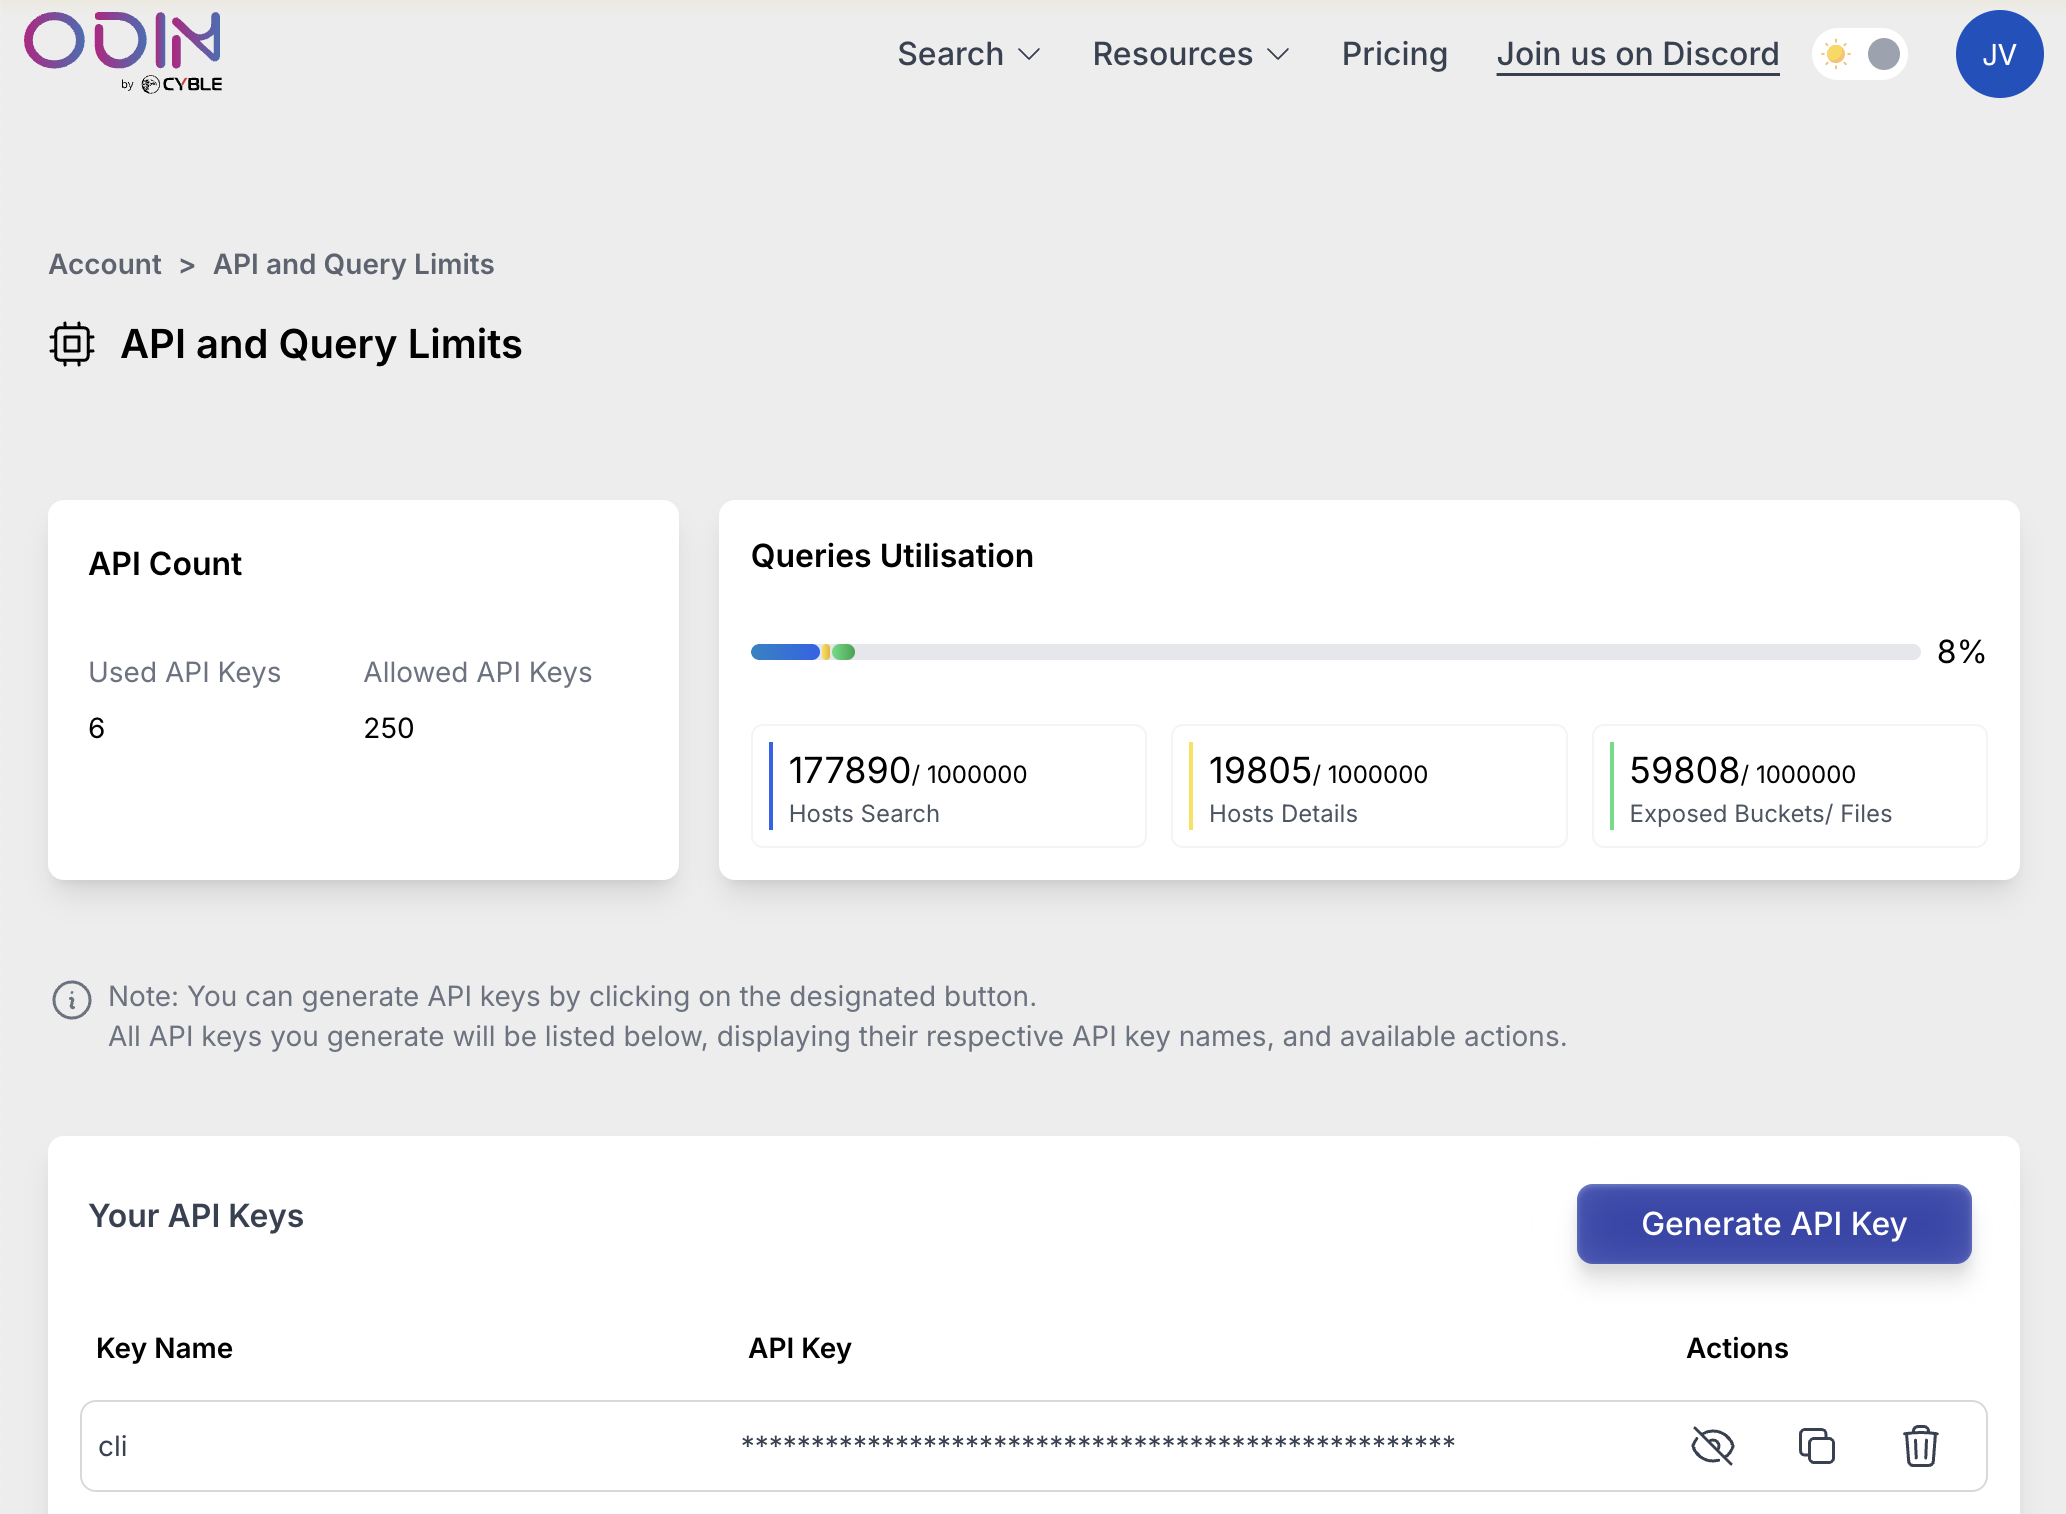 ODIN
by CYBLE
Search
Resources
Pricing
Join us on Discord
JV
Account > API and Query Limits
API and Query Limits
API Count
Used API Keys
Allowed API Keys
6
250
Queries Utilisation
8%
177890/ 1000000
Hosts Search
19805/ 1000000
Hosts Details
59808/ 1000000
Exposed Buckets/ Files
Note: You can generate API keys by clicking on the designated button.
All API keys you generate will be listed below, displaying their respective API key names, and available actions.
Your API Keys
Generate API Key
Key Name
API Key
Actions
cli
***************************************************